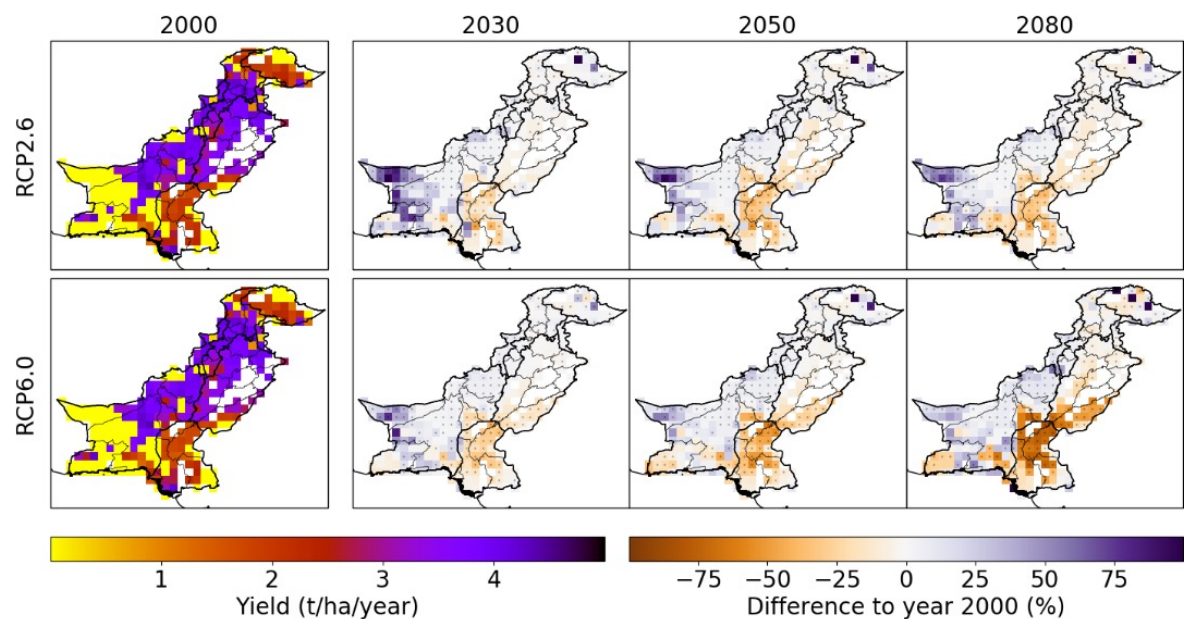 2000 2030 2050 2080
RCP2.6
RCP6.0
1 2 3 4 −75 −50 −25 0 25 50 75
Yield (t/ha/year) Difference to year 2000 (%)